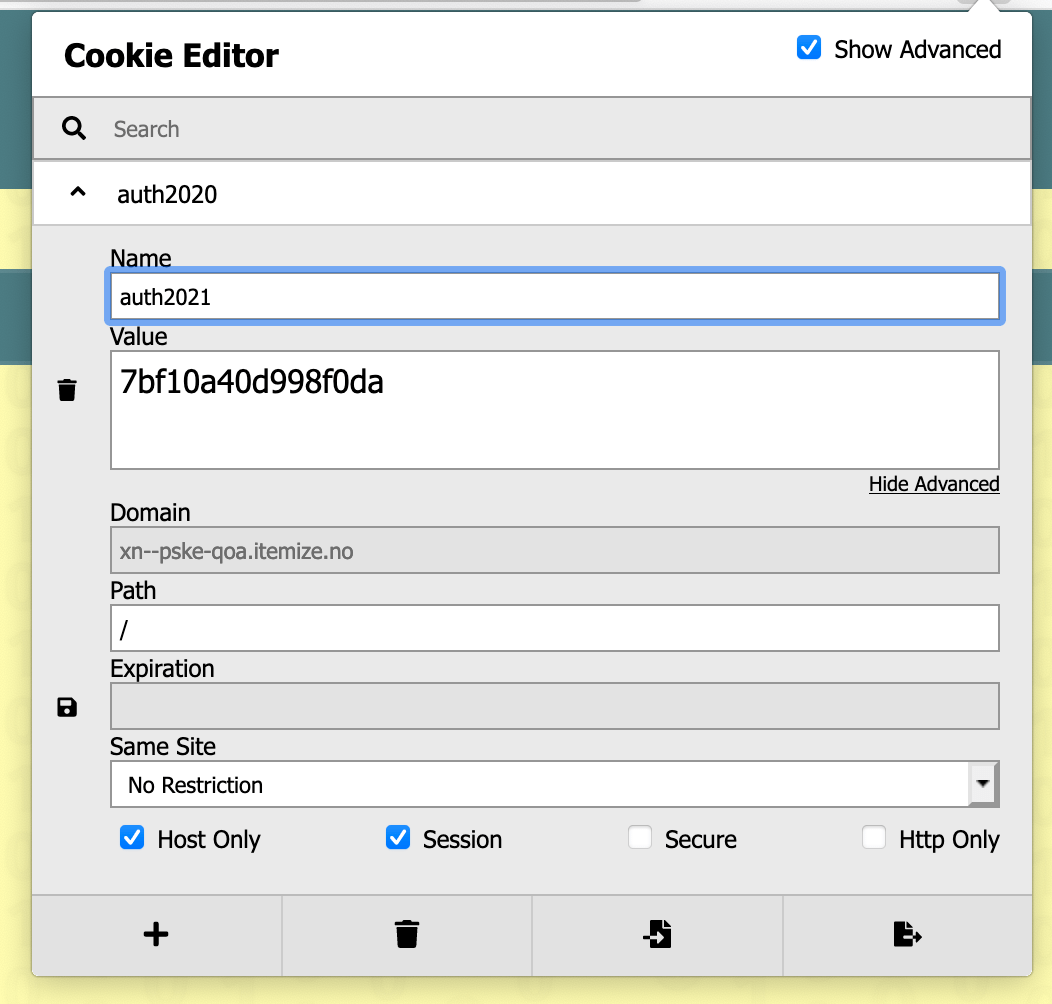 Cookie Editor
Show Advanced
Search
auth2020
Name
auth2021
Value
7bf10a40d998f0da
Hide Advanced
Domain
xn--pske-qoa.itemize.no
Path
/
Expiration
Same Site
No Restriction
Host Only
Session
Secure
Http Only